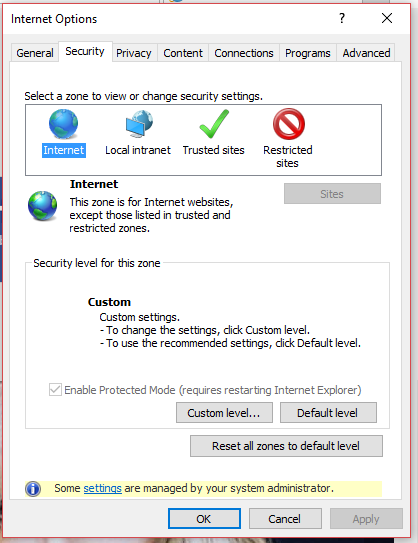 Internet Options
General
Security
Privacy
Content
Connections
Programs
Advanced
Select a zone to view or change security settings.
Internet
Local intranet
Trusted sites
Restricted
sites
Internet
This zone is for Internet websites,
except those listed in trusted and
restricted zones.
Sites
Security level for this zone
Custom
Custom settings.
- To change the settings, click Custom level.
- To use the recommended settings, click Default level.
Enable Protected Mode (requires restarting Internet Explorer)
Custom level...
Default level
Reset all zones to default level
Some settings are managed by your system administrator.
OK
Cancel
Apply